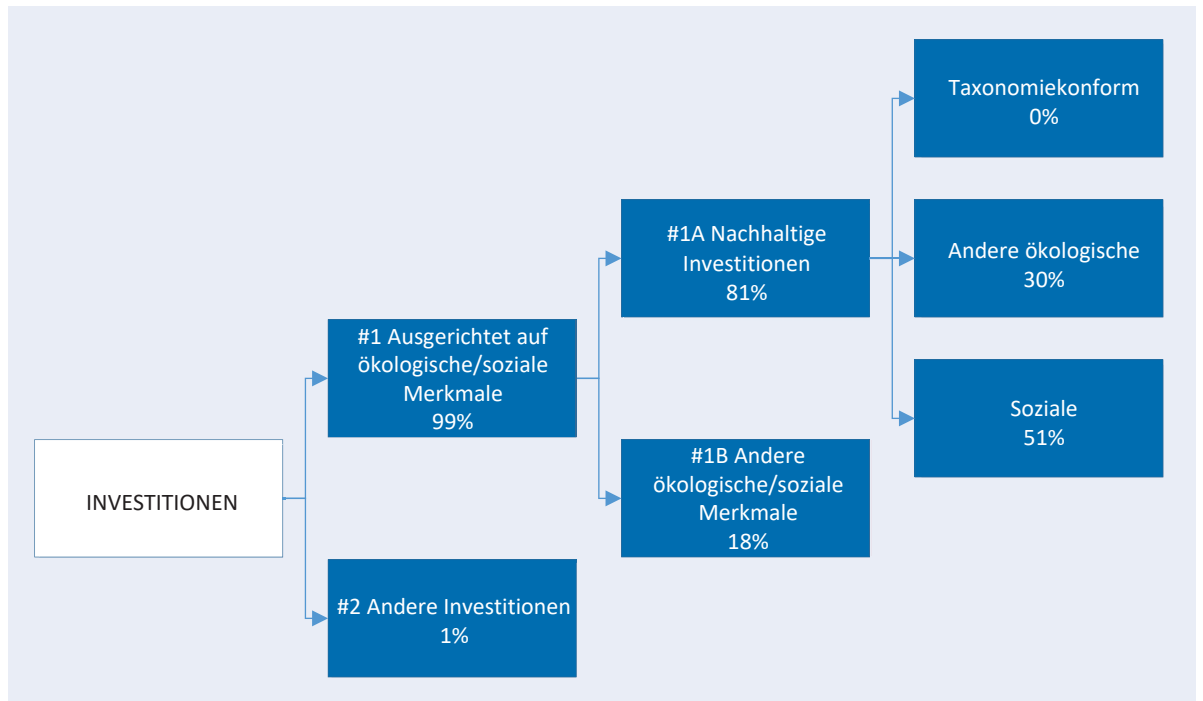 INVESTITIONEN
#1 Ausgerichtet auf
ökologische/soziale
Merkmale
99%
#2 Andere Investitionen
1%
#1A Nachhaltige
Investitionen
81%
#1B Andere
ökologische/soziale
Merkmale
18%
Taxonomiekonform
0%
Andere ökologische
30%
Soziale
51%